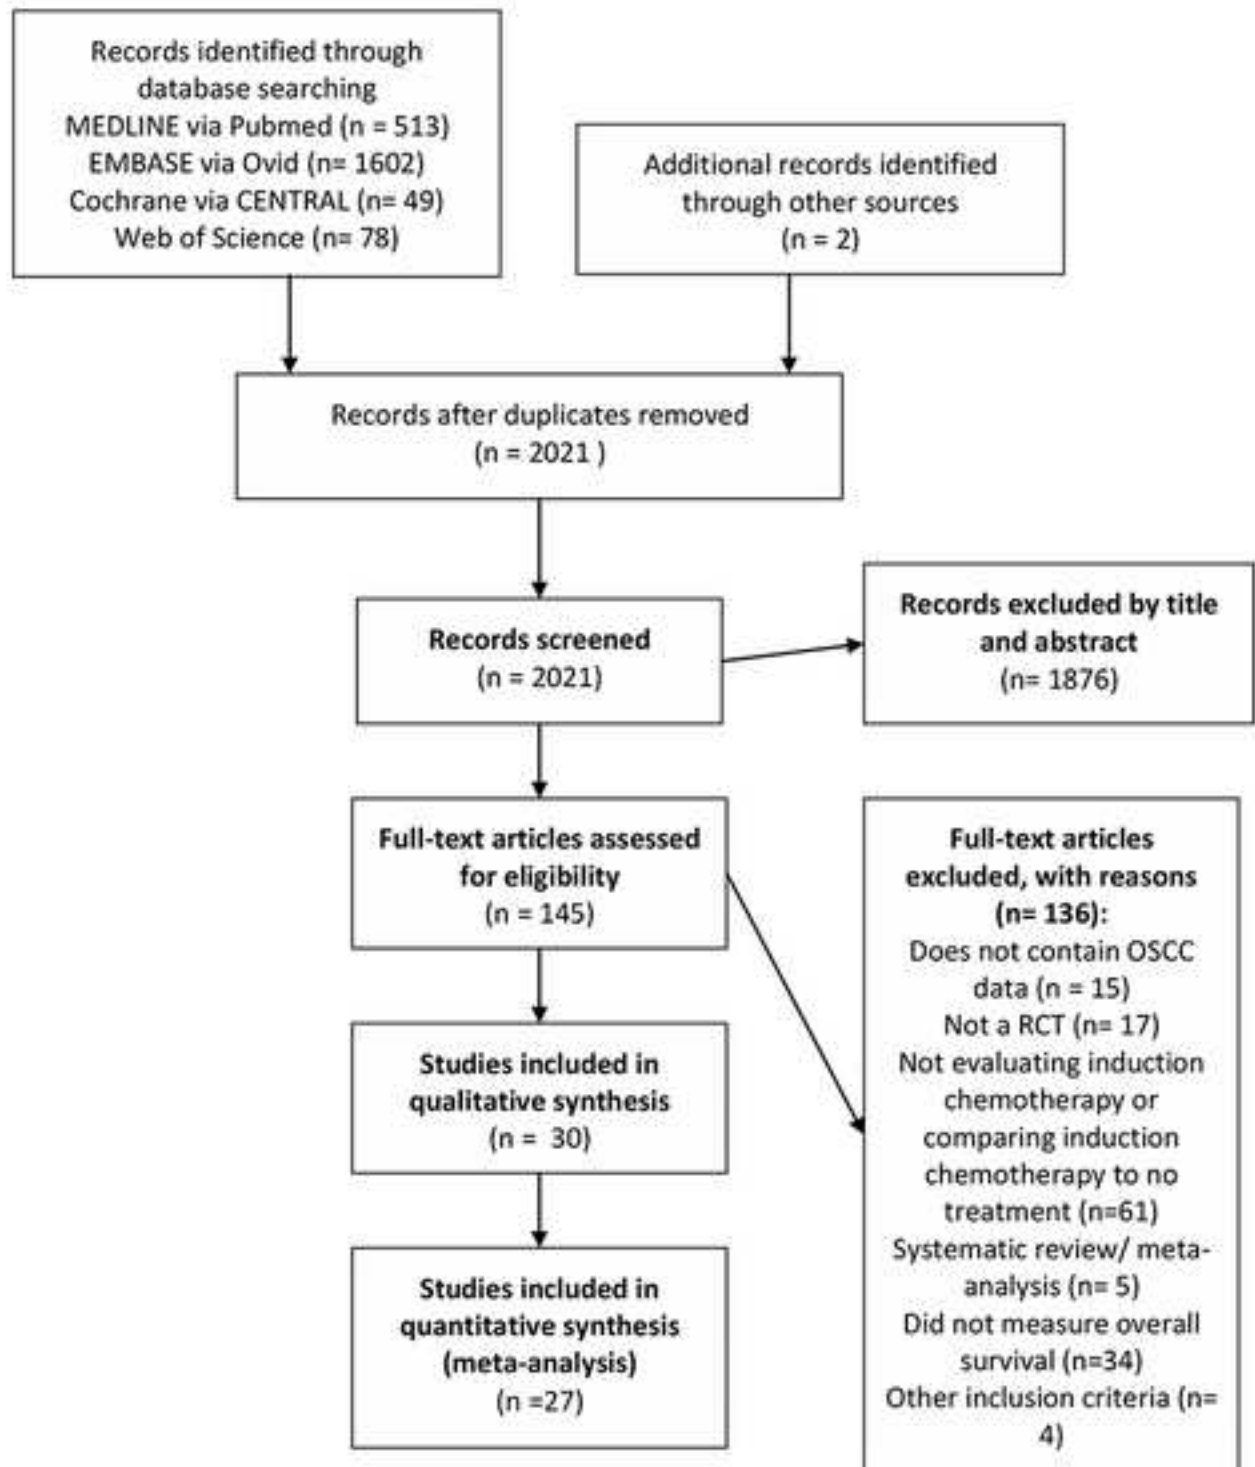 Records identified through
database searching
MEDLINE via Pubmed (n = 513)
EMBASE via Ovid (n= 1602)
Cochrane via CENTRAL (n= 49)
Web of Science (n= 78)
Additional records identified
through other sources
(n = 2)
Records after duplicates removed
(n = 2021 )
Records screened
(n = 2021)
Records excluded by title
and abstract
(n= 1876)
Full-text articles assessed
for eligibility
(n = 145)
Full-text articles
excluded, with reasons
(n= 136):
Does not contain OSCC
data (n = 15)
Not a RCT (n= 17)
Not evaluating induction
chemotherapy or
comparing induction
chemotherapy to no
treatment (n=61)
Systematic review/ meta-
analysis (n= 5)
Did not measure overall
survival (n=34)
Other inclusion criteria (n=
4)
Studies included in
qualitative synthesis
(n =  30)
Studies included in
quantitative synthesis
(meta-analysis)
(n =27)